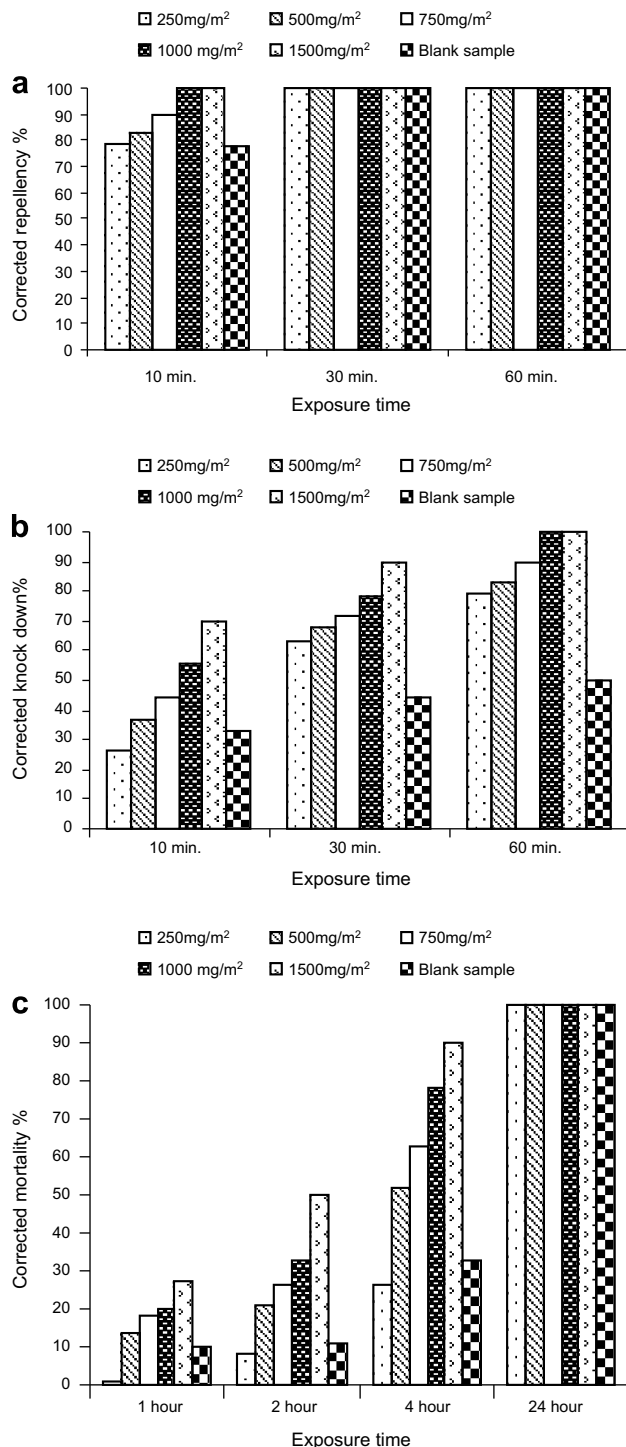 250mg/m² 500mg/m² 750mg/m²
1000 mg/m² 1500mg/m² Blank sample
a
Corrected repellency %
100
90
80
70
60
50
40
30
20
10
0
10 min. 30 min. 60 min.
Exposure time
250mg/m² 500mg/m² 750mg/m²
1000 mg/m² 1500mg/m² Blank sample
b
Corrected knock down%
100
90
80
70
60
50
40
30
20
10
0
10 min. 30 min. 60 min.
Exposure time
250mg/m² 500mg/m² 750mg/m²
1000 mg/m² 1500mg/m² Blank sample
c
Corrected mortality %
100
90
80
70
60
50
40
30
20
10
0
1 hour 2 hour 4 hour 24 hour
Exposure time